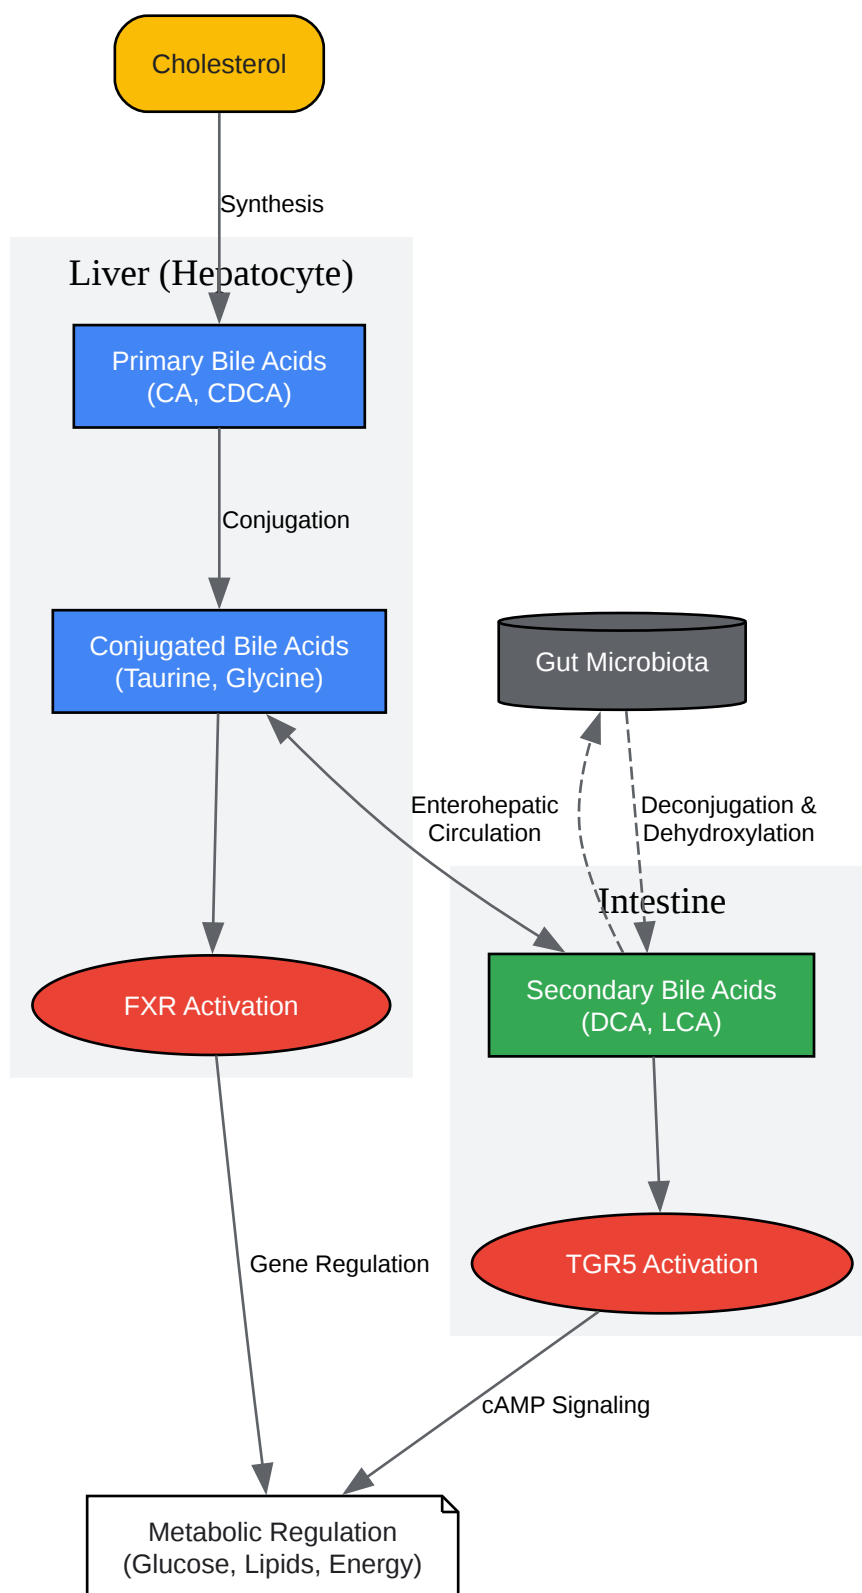 Cholesterol
Synthesis
Liver (Hepatocyte)
Primary Bile Acids
(CA, CDCA)
Conjugation
Conjugated Bile Acids
(Taurine, Glycine)
Gut Microbiota
Enterohepatic
Circulation
Deconjugation &
Dehydroxylation
Intestine
Secondary Bile Acids
(DCA, LCA)
FXR Activation
TGR5 Activation
Gene Regulation
cAMP Signaling
Metabolic Regulation
(Glucose, Lipids, Energy)